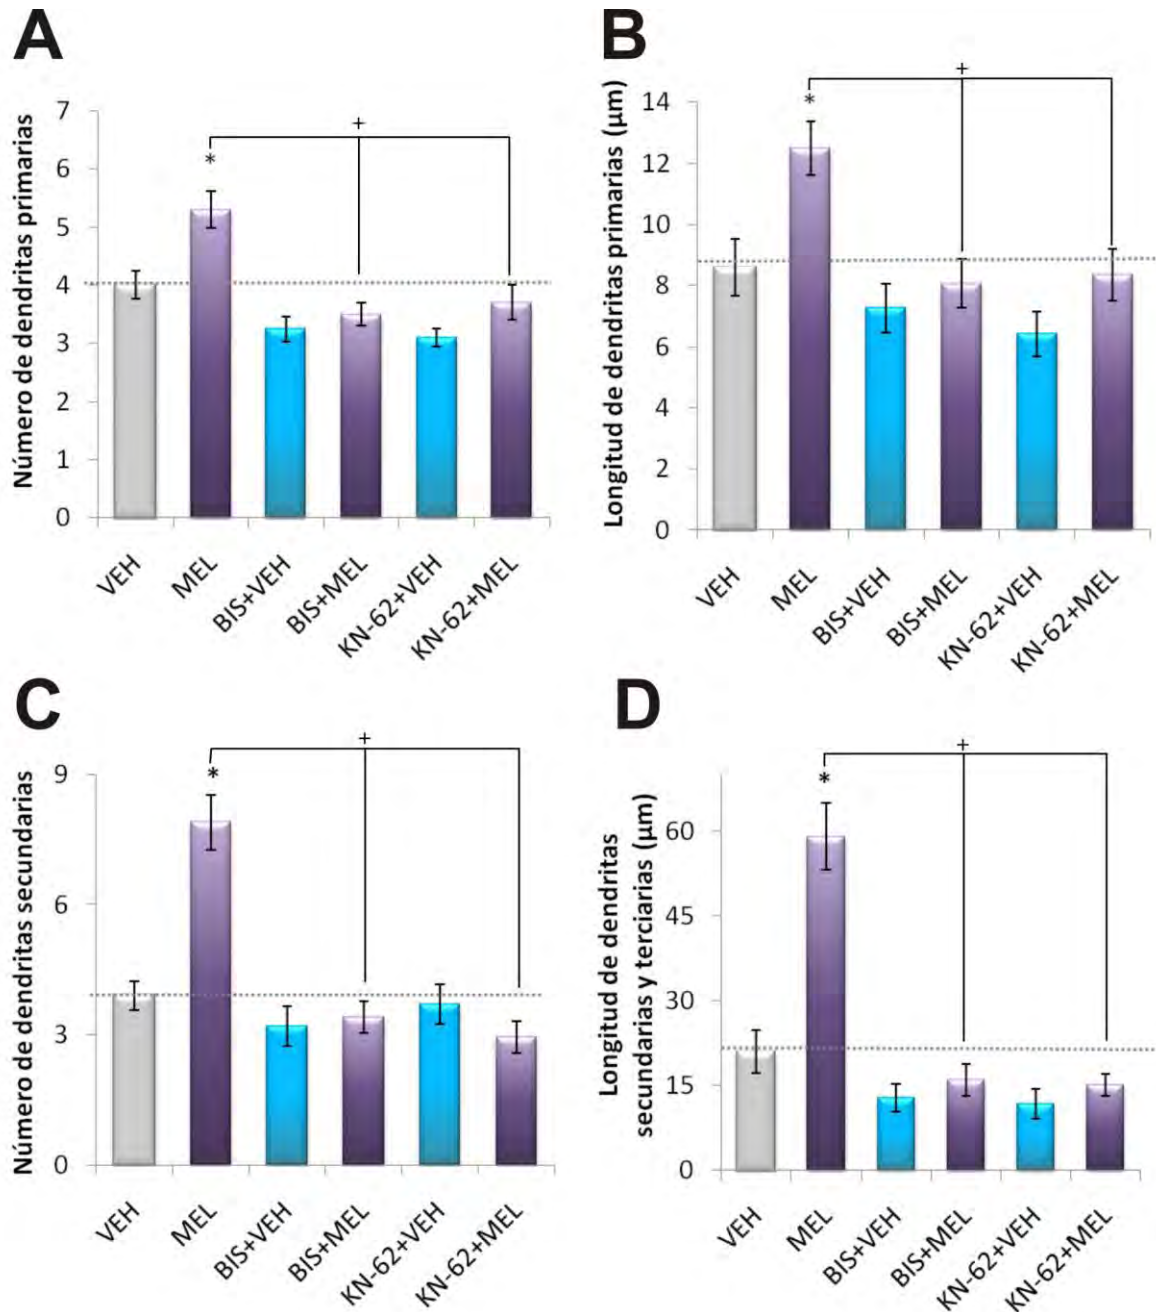 A
Número de dendritas primarias
7
6
5
4
3
2
1
0
*
+
VEH
MEL
BIS+VEH
BIS+MEL
KN-62+VEH
KN-62+MEL
B
Longitud de dendritas primarias (µm)
14
12
10
8
6
4
2
0
*
+
VEH
MEL
BIS+VEH
BIS+MEL
KN-62+VEH
KN-62+MEL
C
Número de dendritas secundarias
9
6
3
0
*
+
VEH
MEL
BIS+VEH
BIS+MEL
KN-62+VEH
KN-62+MEL
D
Longitud de dendritas
secundarias y terciarias (µm)
60
45
30
15
0
*
+
VEH
MEL
BIS+VEH
BIS+MEL
KN-62+VEH
KN-62+MEL